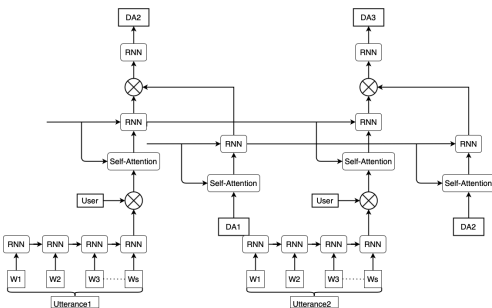 DA2 DA3
RNN RNN
RNN RNN
RNN RNN
Self-Attention Self-Attention
Self-Attention Self-Attention
User User
DA1 DA2
RNN RNN RNN RNN RNN RNN RNN RNN
W1 W2 W3 Ws W1 W2 W3 Ws
Utterance1 Utterance2